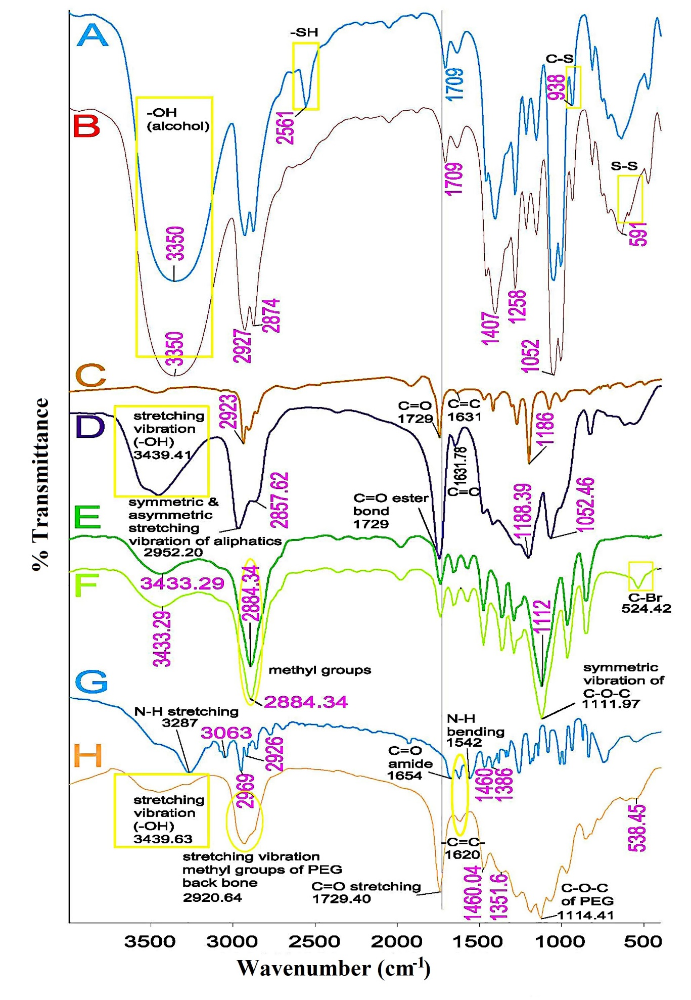 A
-SH
C-S
938
1709
2561
-OH
(alcohol)
B
S-S
1709
591
3350
2874
1258
1407
2927
3350
1052
C
2923
C=O
1729
C=C
1631
1186
D
stretching
vibration
(-OH)
3439.41
1631.78
C=C
2857.62
1188.39
1052.46
C=O ester
bond
1729
symmetric &
asymmetric
stretching
vibration of aliphatics
2952.20
E
3433.29
2884.34
1112
F
3433.29
C-Br
524.42
methyl groups
2884.34
symmetric
vibration of
C-O-C
1111.97
G
N-H stretching
3287
3063
2926
2969
C=O
amide
1654
N-H
bending
1542
1460
1386
H
stretching
vibration
(-OH)
3439.63
538.45
-C=C-
1620
stretching vibration
methyl groups of PEG
back bone
2920.64
C=O stretching
1729.40
1460.04
1351.6
C-O-C
of PEG
1114.41
% Transmittance
3500 3000 2500 2000 1500 1000 500
Wavenumber (cm-1)